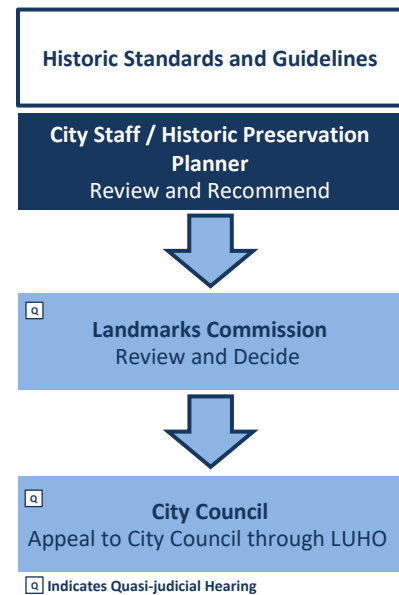 Historic Standards and Guidelines
City Staff / Historic Preservation
Planner
Review and Recommend
Q
Landmarks Commission
Review and Decide
Q
City Council
Appeal to City Council through LUHO
Q Indicates Quasi-judicial Hearing